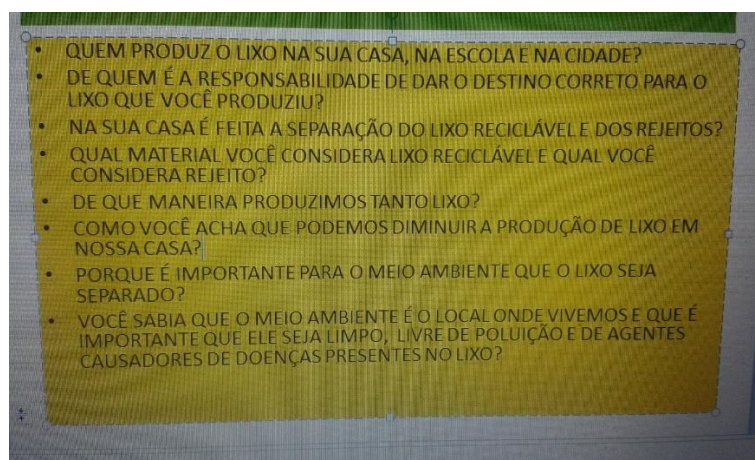 • QUEM PRODUZ O LIXO NA SUA CASA, NA ESCOLA E NA CIDADE?
• DE QUEM É A RESPONSABILIDADE DE DAR O DESTINO CORRETO PARA O
LIXO QUE VOCÊ PRODUZIU?
• NA SUA CASA É FEITA A SEPARAÇÃO DO LIXO RECICLÁVEL E DOS REJEITOS?
• QUAL MATERIAL VOCÊ CONSIDERA LIXO RECICLÁVEL E QUAL VOCÊ
CONSIDERA REJEITO?
• DE QUE MANEIRA PRODUZIMOS TANTO LIXO?
• COMO VOCÊ ACHA QUE PODEMOS DIMINUIR A PRODUÇÃO DE LIXO EM
NOSSA CASA?
• PORQUE É IMPORTANTE PARA O MEIO AMBIENTE QUE O LIXO SEJA
SEPARADO?
• VOCÊ SABIA QUE O MEIO AMBIENTE É O LOCAL ONDE VIVEMOS E QUE É
IMPORTANTE QUE ELE SEJA LIMPO, LIVRE DE POLUIÇÃO E DE AGENTES
CAUSADORES DE DOENÇAS PRESENTES NO LIXO?